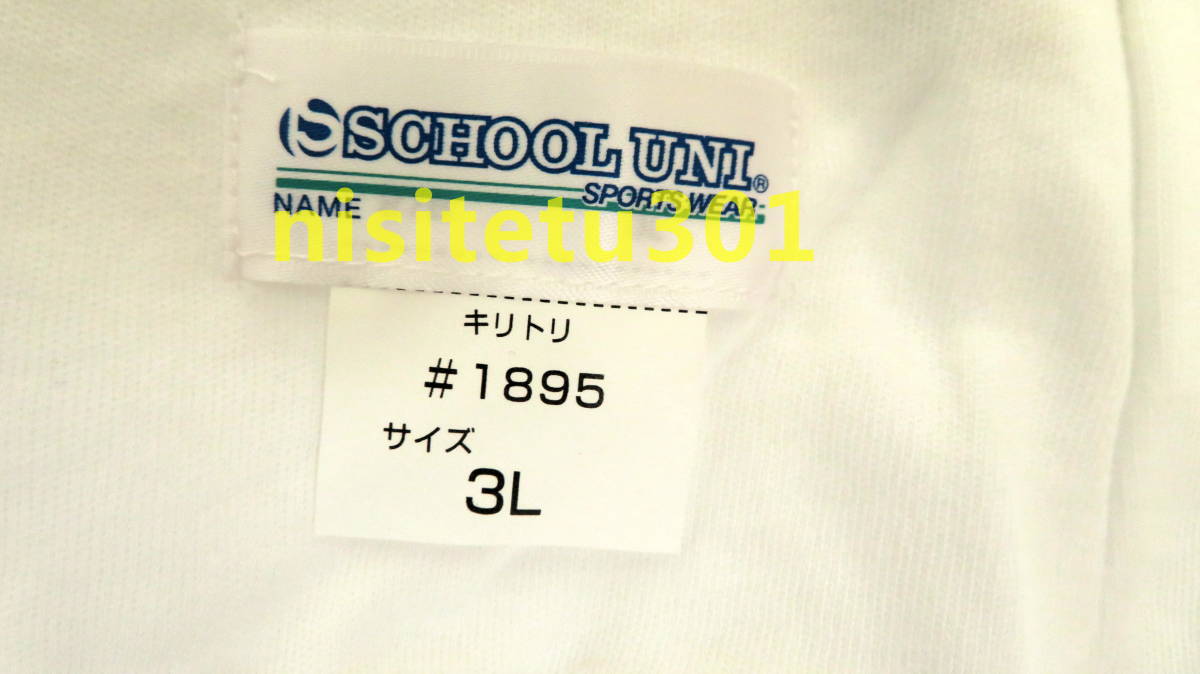 SCHOOL UNI®
SPORTS WEAR
NAME
nisitetu301
キリトリ
#1895
サイズ
3L